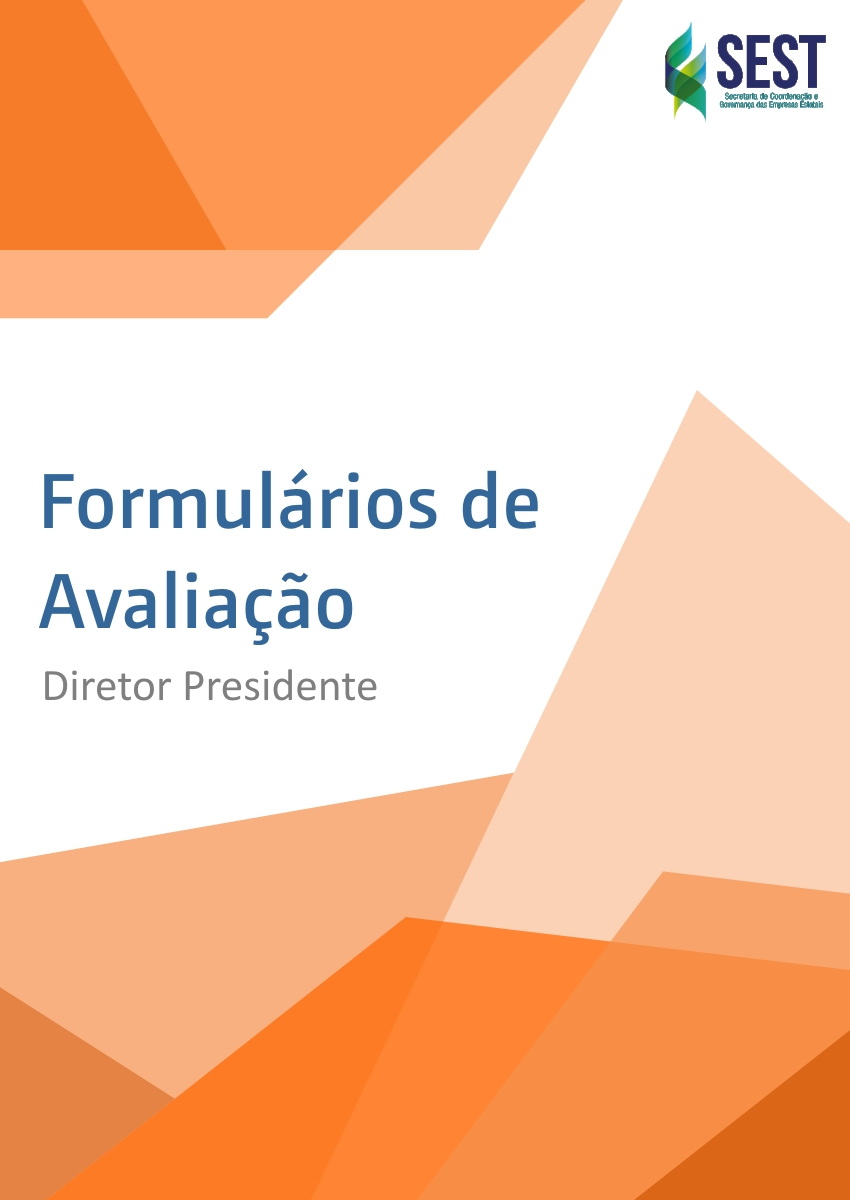 SEST
Secretaria de Coordenação e
Governança das Empresas Estatais
Formulários de
Avaliação
Diretor Presidente